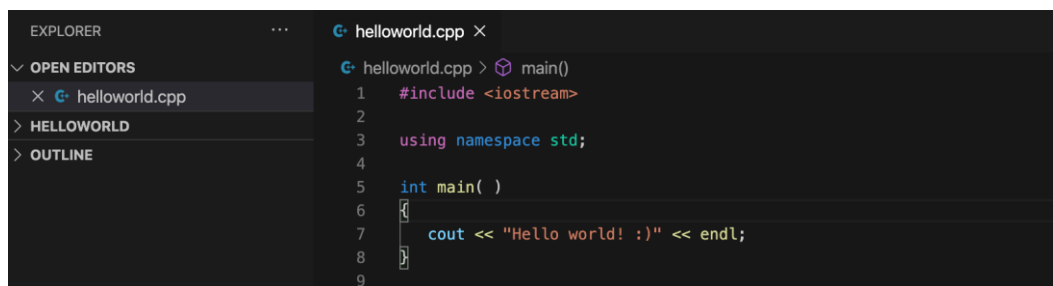 EXPLORER ...
OPEN EDITORS
helloworld.cpp
HELLOWORLD
OUTLINE
helloworld.cpp
helloworld.cpp > main()
1 #include <iostream>
2
3 using namespace std;
4
5 int main( )
6 {
7 cout << "Hello world! :)" << endl;
8 }
9